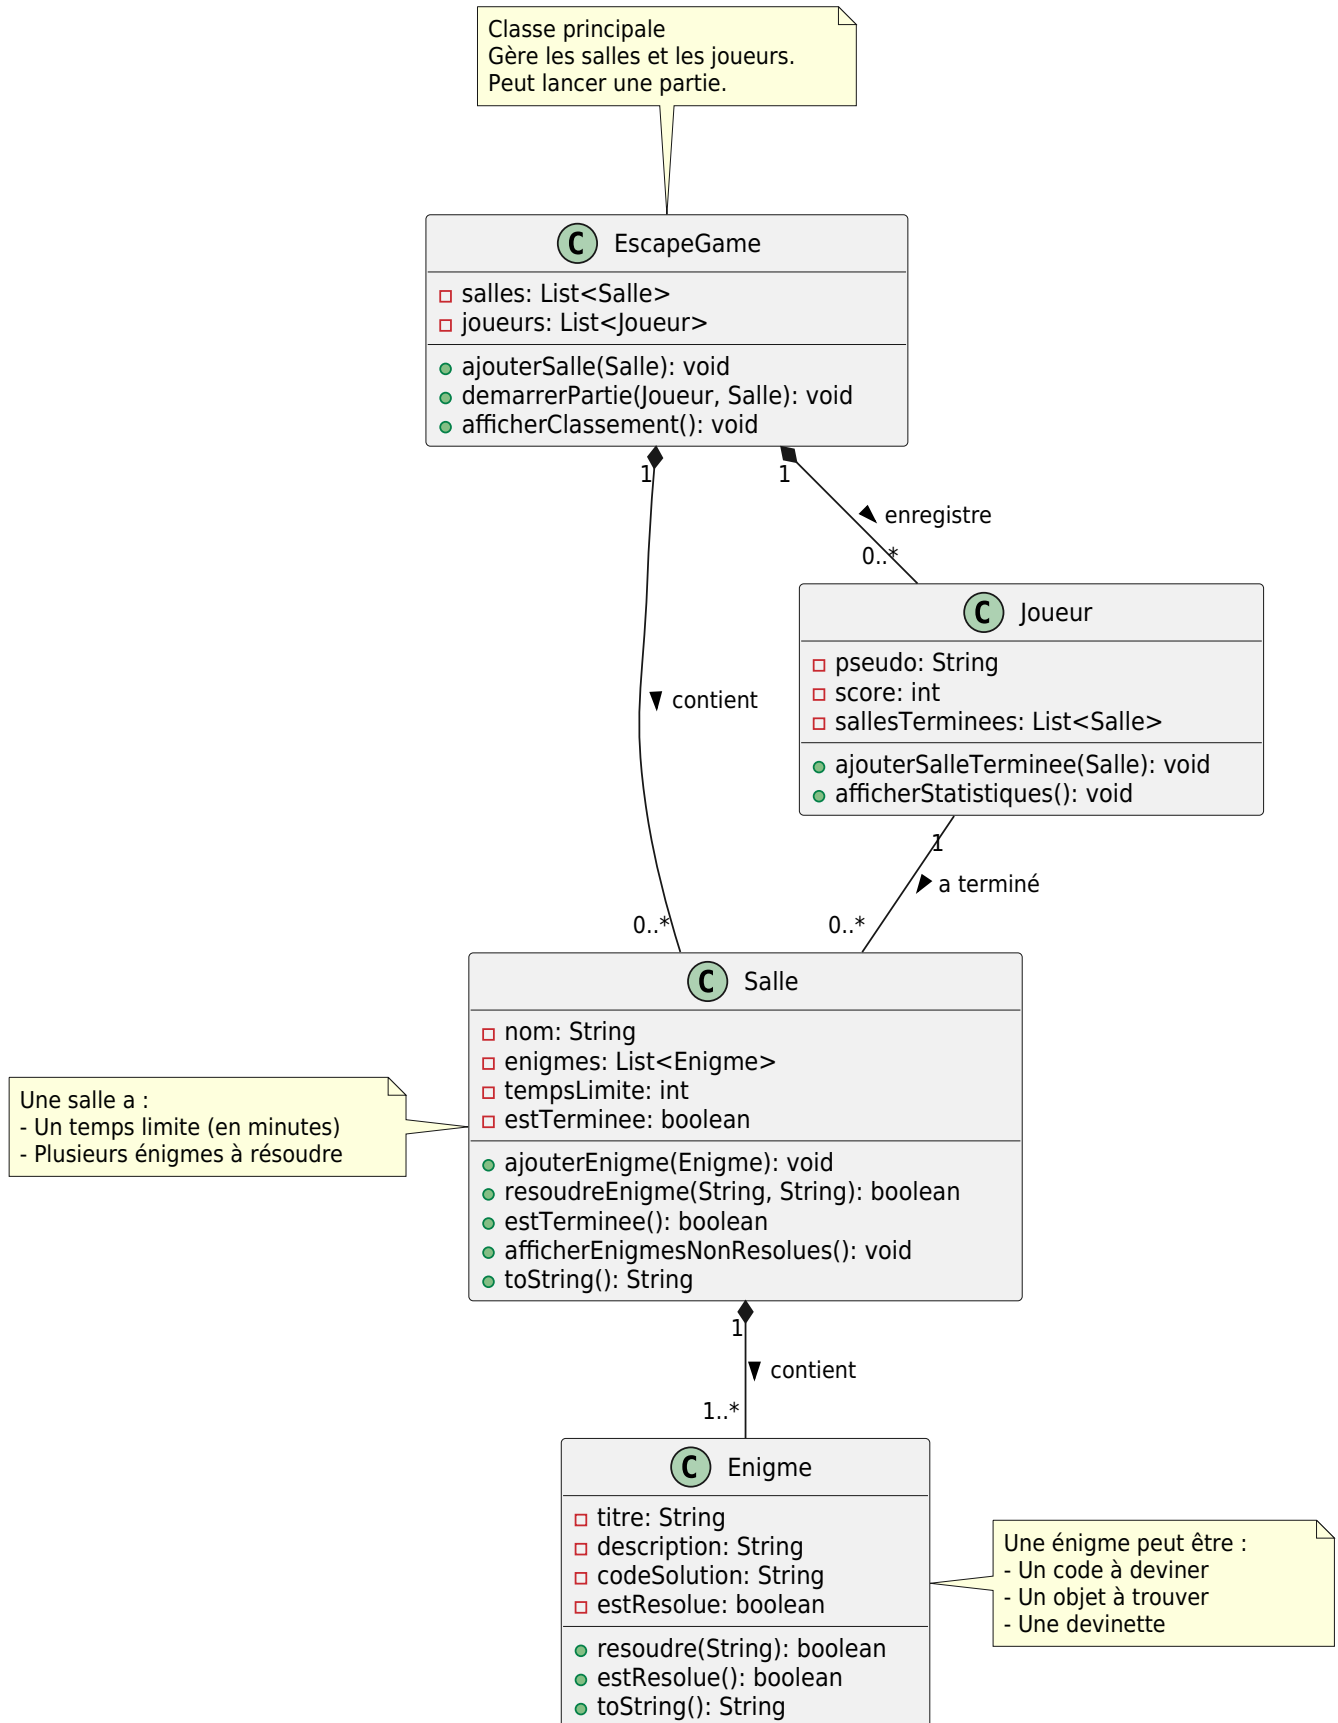 Classe principale
Gère les salles et les joueurs.
Peut lancer une partie.
C EscapeGame
salles: List<Salle>
joueurs: List<Joueur>
ajouterSalle(Salle): void
demarrerPartie(Joueur, Salle): void
afficherClassement(): void
1
1
enregistre
0..*
C Joueur
pseudo: String
score: int
sallesTerminees: List<Salle>
ajouterSalleTerminee(Salle): void
afficherStatistiques(): void
contient
1
a terminé
0..*
0..*
C Salle
nom: String
enigmes: List<Enigme>
tempsLimite: int
estTerminee: boolean
ajouterEnigme(Enigme): void
resoudreEnigme(String, String): boolean
estTerminee(): boolean
afficherEnigmesNonResolues(): void
toString(): String
Une salle a :
- Un temps limite (en minutes)
- Plusieurs énigmes à résoudre
1
contient
1..*
C Enigme
titre: String
description: String
codeSolution: String
estResolue: boolean
resoudre(String): boolean
estResolue(): boolean
toString(): String
Une énigme peut être :
- Un code à deviner
- Un objet à trouver
- Une devinette